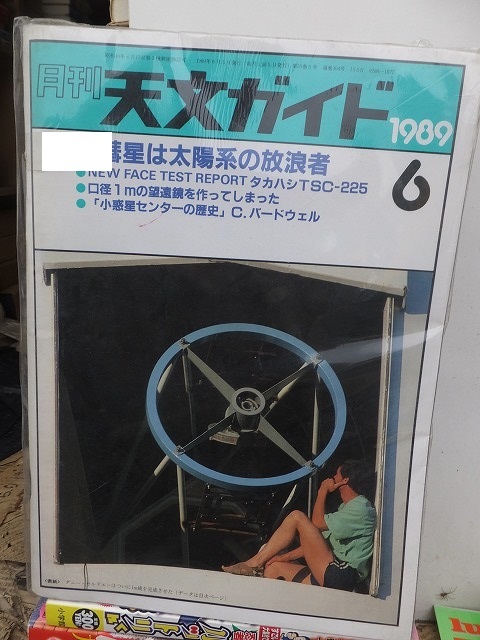 月刊 天文ガイド 1989
6
彗星は太陽系の放浪者
●NEW FACE TEST REPORT タカハシTSC-225
●口径1mの望遠鏡を作ってしまった
●「小惑星センターの歴史」C.バードウェル
小学館